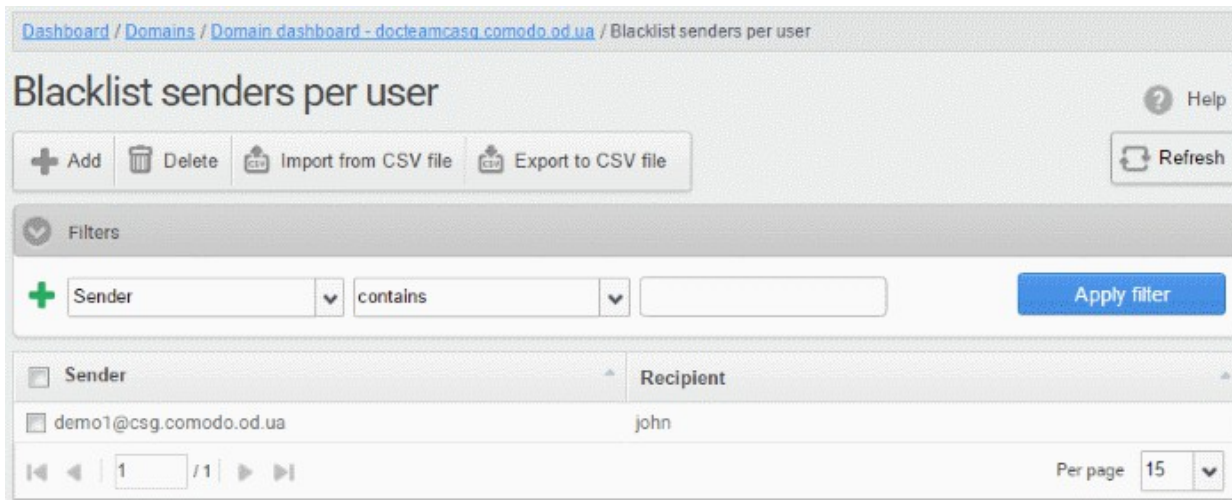 Dashboard / Domains / Domain dashboard - docteamcasg.comodo.od.ua / Blacklist senders per user
Blacklist senders per user
Help
Add Delete Import from CSV file Export to CSV file Refresh
Filters
Sender contains Apply filter
Sender Recipient
demo1@csg.comodo.od.ua john
1 / 1 Per page 15